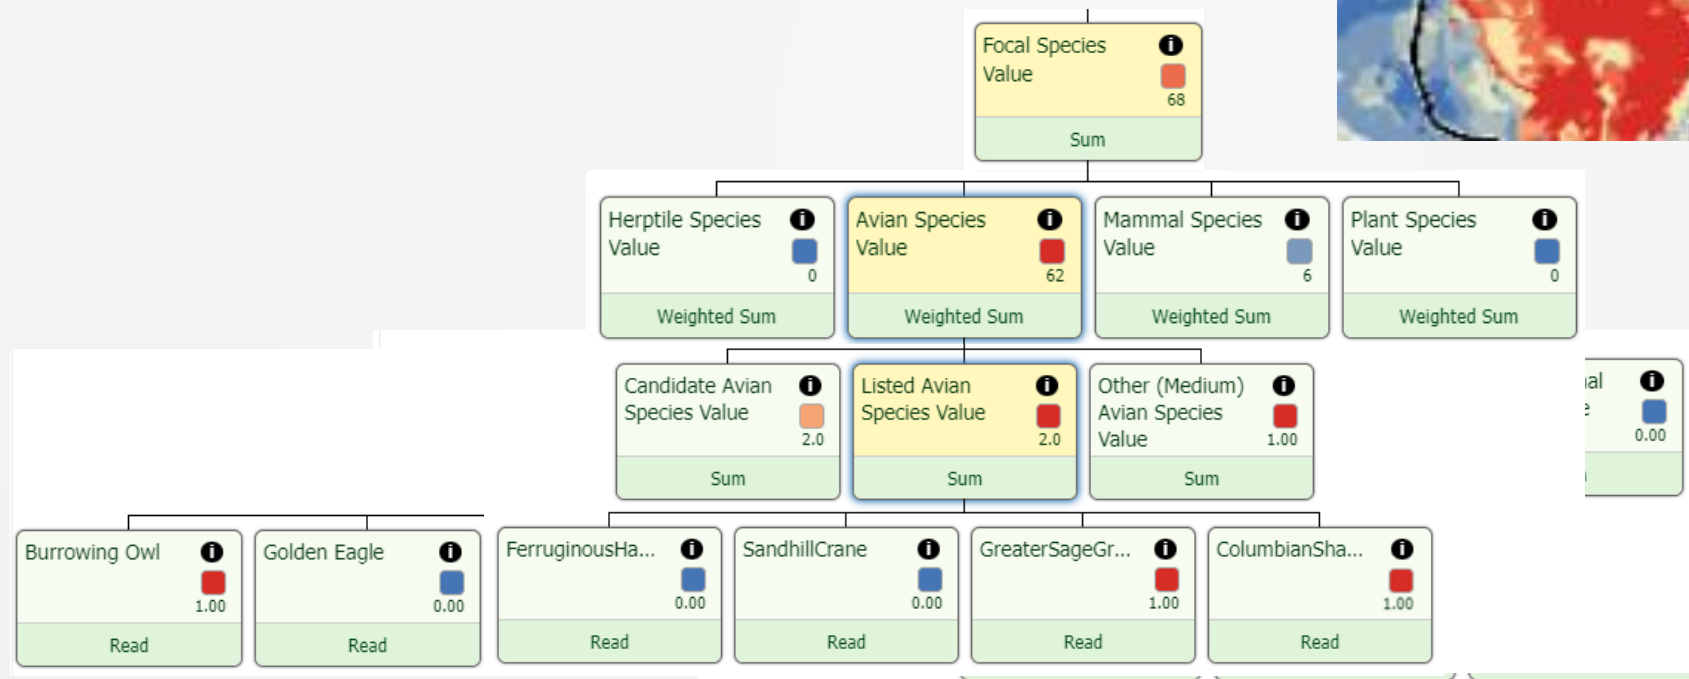 Focal Species
Value
68
Sum
Herptile Species
Value
0
Weighted Sum
Avian Species
Value
62
Weighted Sum
Mammal Species
Value
6
Weighted Sum
Plant Species
Value
0
Weighted Sum
Candidate Avian
Species Value
2.0
Sum
Listed Avian
Species Value
2.0
Sum
Other (Medium)
Avian Species
Value
1.00
Sum
0.00
Burrowing Owl
1.00
Read
Golden Eagle
0.00
Read
FerruginousHa...
0.00
Read
SandhillCrane
0.00
Read
GreaterSageGr...
1.00
Read
ColumbianSha...
1.00
Read